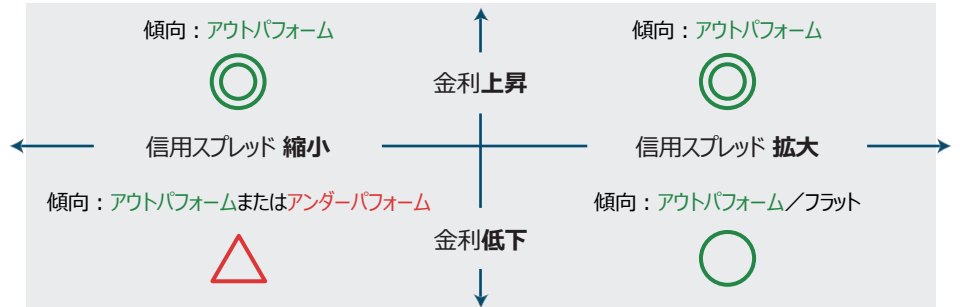 傾向：アウトパフォーム
傾向：アウトパフォーム
金利上昇
信用スプレッド 縮小
信用スプレッド 拡大
傾向：アウトパフォームまたはアンダーパフォーム
傾向：アウトパフォーム／フラット
金利低下